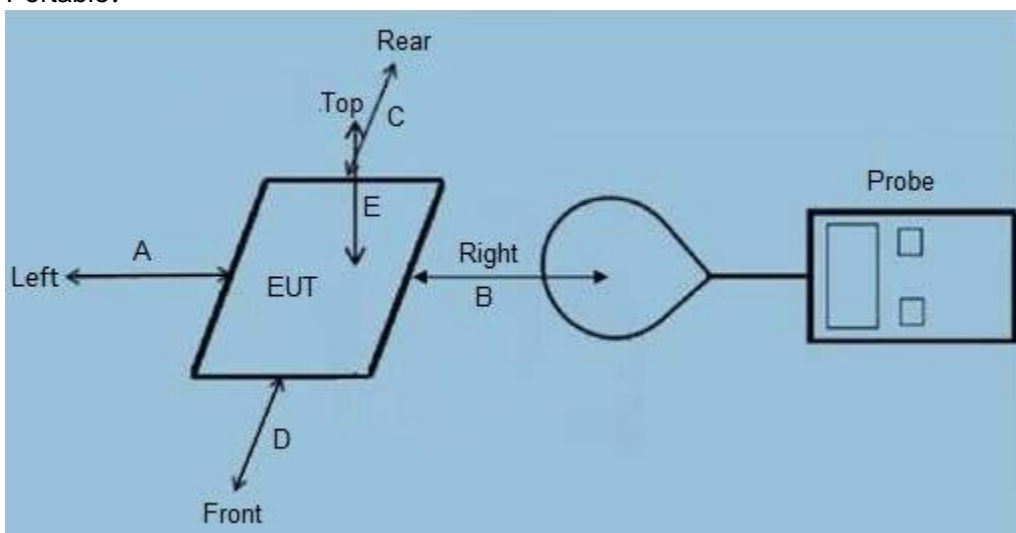 Portable:
Rear
Top
C
E
Probe
A
Right
Left
EUT
B
D
Front